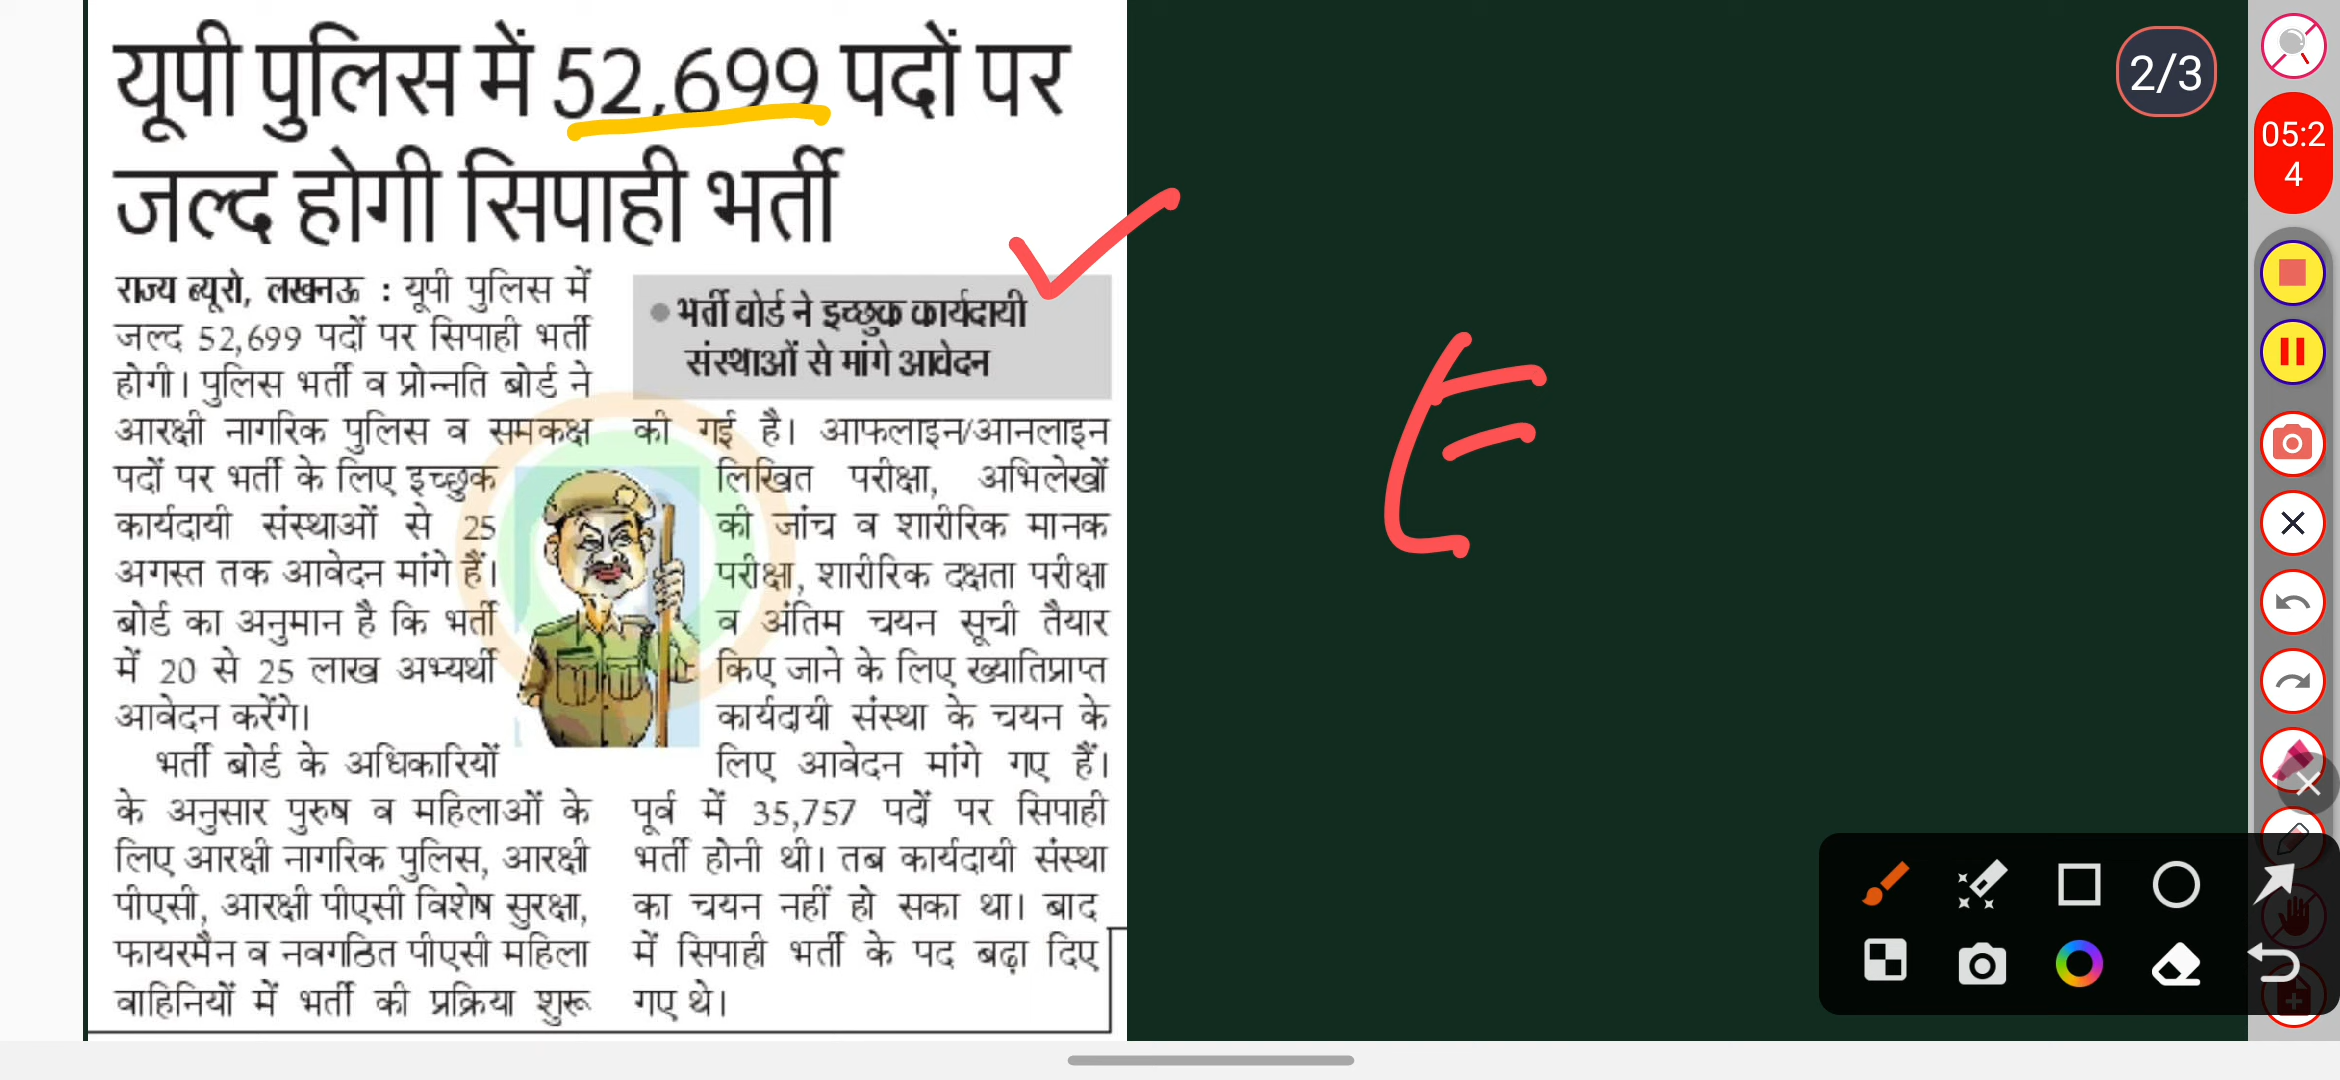 यूपी पुलिस में 52,699 पदों पर
जल्द होगी सिपाही भर्ती
राज्य ब्यूरो, लखनऊ : यूपी पुलिस में
जल्द 52,699 पदों पर सिपाही भर्ती
होगी। पुलिस भर्ती व प्रोन्नति बोर्ड ने
आरक्षी नागरिक पुलिस व समकक्ष
पदों पर भर्ती के लिए इच्छुक
कार्यदायी संस्थाओं से 25
अगस्त तक आवेदन मांगे हैं।
बोर्ड का अनुमान है कि भर्ती
में 20 से 25 लाख अभ्यर्थी
आवेदन करेंगे।
भर्ती बोर्ड के अधिकारियों
के अनुसार पुरुष व महिलाओं के
लिए आरक्षी नागरिक पुलिस, आरक्षी
पीएसी, आरक्षी पीएसी विशेष सुरक्षा,
फायरमैन व नवगठित पीएसी महिला
वाहिनियों में भर्ती की प्रक्रिया शुरू
● भर्ती बोर्ड ने इच्छुक कार्यदायी
संस्थाओं से मांगे आवेदन
की गई है। आफलाइन/आनलाइन
लिखित परीक्षा, अभिलेखों
की जांच व शारीरिक मानक
परीक्षा, शारीरिक दक्षता परीक्षा
व अंतिम चयन सूची तैयार
किए जाने के लिए ख्यातिप्राप्त
कार्यदायी संस्था के चयन के
लिए आवेदन मांगे गए हैं।
पूर्व में 35,757 पदों पर सिपाही
भर्ती होनी थी। तब कार्यदायी संस्था
का चयन नहीं हो सका था। बाद
में सिपाही भर्ती के पद बढ़ा दिए
गए थे।
E
2/3
05:2
4